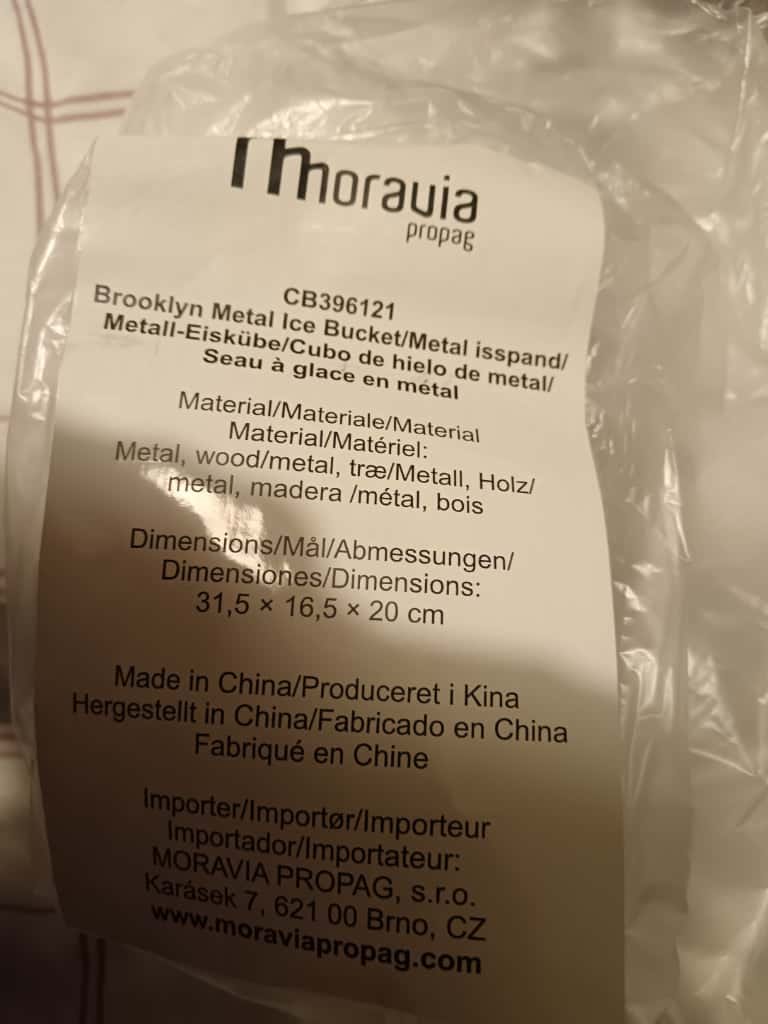 moravia
propag
CB396121
Brooklyn Metal Ice Bucket/Metal isspand/
Metall-Eiskübe/Cubo de hielo de metal/
Seau à glace en métal
Material/Materiale/Material
Material/Matériel:
Metal, wood/metal, træ/Metall, Holz/
metal, madera /métal, bois
Dimensions/Mål/Abmessungen/
Dimensiones/Dimensions:
31,5 × 16,5 × 20 cm
Made in China/Produceret i Kina
Hergestellt in China/Fabricado en China
Fabriqué en Chine
Importer/Importør/Importeur
Importador/Importateur:
MORAVIA PROPAG, s.r.o.
Karásek 7, 621 00 Brno, CZ
www.moraviapropag.com